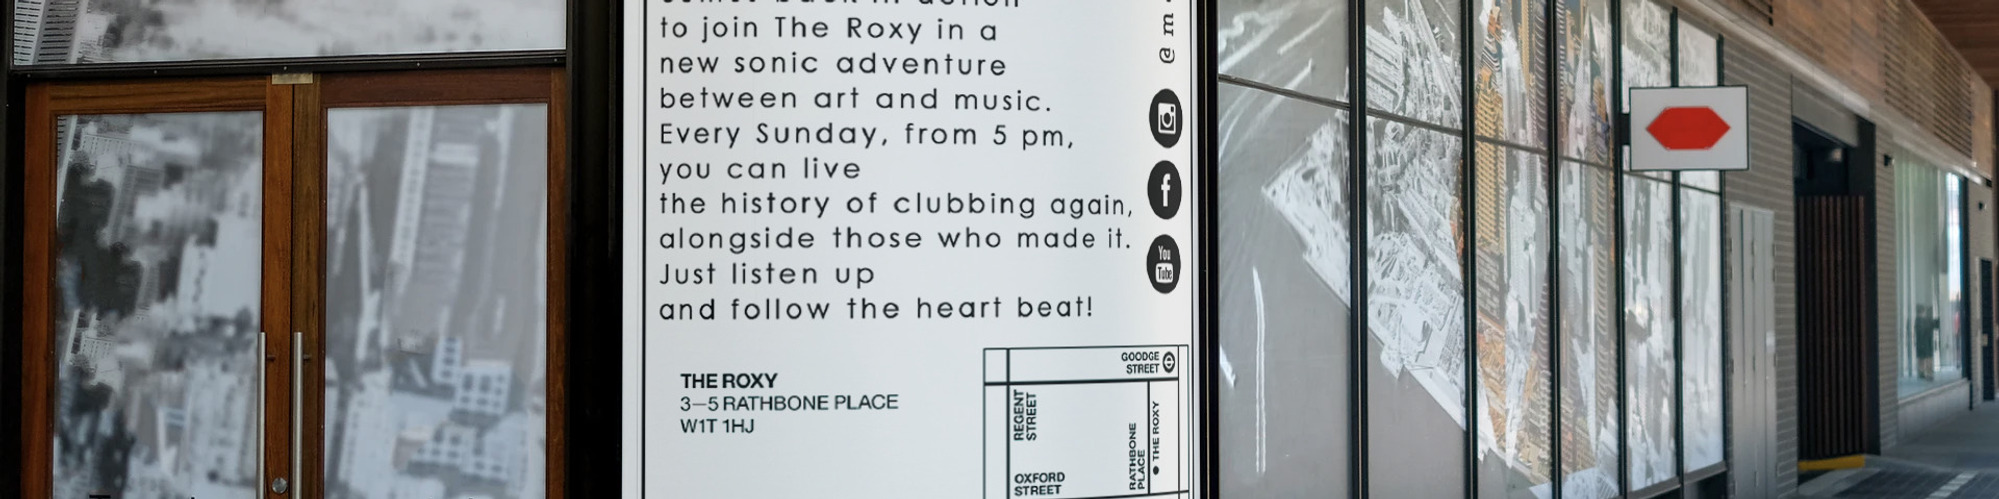 to join The Roxy in a
new sonic adventure
between art and music.
Every Sunday, from 5 pm,
you can live
the history of clubbing again,
alongside those who made it.
Just listen up
and follow the heart beat!
@ m
You
Tube
THE ROXY
3–5 RATHBONE PLACE
W1T 1HJ
GOODGE
STREET
REGENT
STREET
RATHBONE
PLACE
THE ROXY
OXFORD
STREET